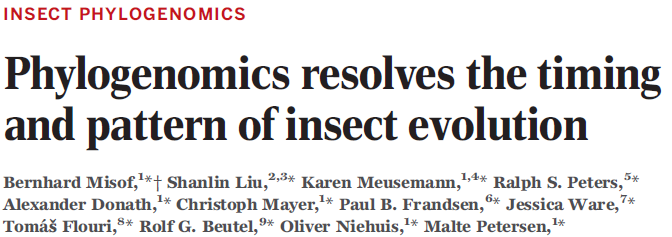 INSECT PHYLOGENOMICS
Phylogenomics resolves the timing
and pattern of insect evolution
Bernhard Misof,¹*† Shanlin Liu,²,³* Karen Meusemann,¹,⁴* Ralph S. Peters,⁵*
Alexander Donath,¹* Christoph Mayer,¹* Paul B. Frandsen,⁶* Jessica Ware,⁷*
Tomáš Flouri,⁸* Rolf G. Beutel,⁹* Oliver Niehuis,¹* Malte Petersen,¹*